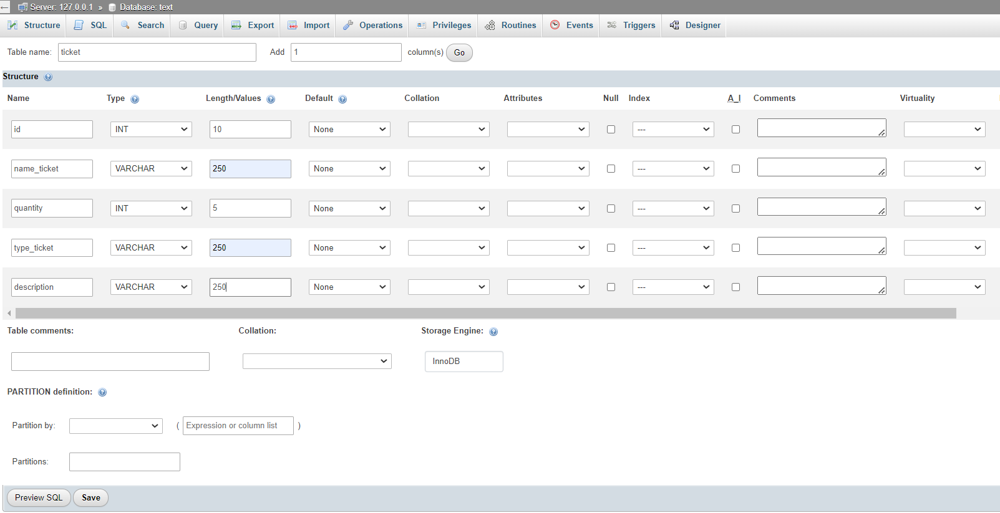 Server: 127.0.0.1 » Database: text
Structure SQL Search Query Export Import Operations Privileges Routines Events Triggers Designer
Table name: ticket Add 1 column(s) Go
Structure
Name Type Length/Values Default Collation Attributes Null Index A_I Comments Virtuality
id INT 10 None ---
name_ticket VARCHAR 250 None ---
quantity INT 5 None ---
type_ticket VARCHAR 250 None ---
description VARCHAR 250 None ---
Table comments: Collation: Storage Engine:
InnoDB
PARTITION definition:
Partition by: ( Expression or column list )
Partitions:
Preview SQL Save